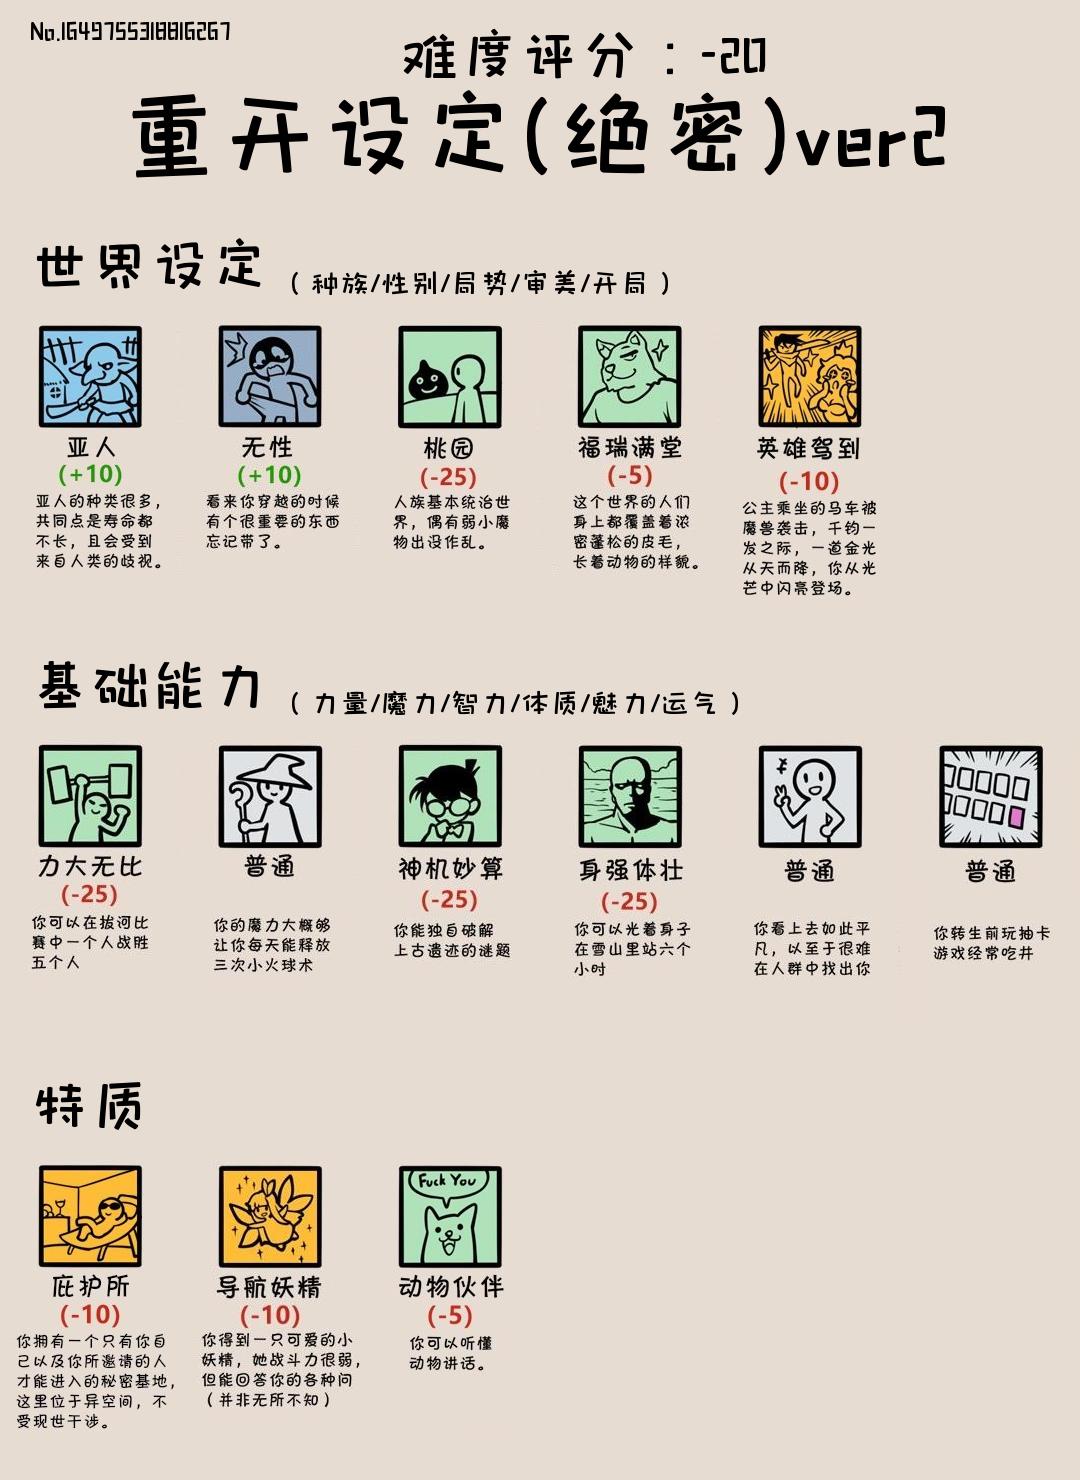 No.1649755318816267
难度评分：-20
重开设定(绝密)ver2
世界设定（种族/性别/局势/审美/开局）
亚人
(+10)
亚人的种类很多，
共同点是寿命都
不长，且会受到
来自人类的歧视。
无性
(+10)
看来你穿越的时候
有个很重要的东西
忘记带了。
桃园
(-25)
人族基本统治世
界，偶有弱小魔
物出没作乱。
福瑞满堂
(-5)
这个世界的人们
身上都覆盖着浓
密蓬松的皮毛，
长着动物的样貌。
英雄驾到
(-10)
公主乘坐的马车被
魔兽袭击，千钧一
发之际，一道金光
从天而降，你从光
芒中闪亮登场。
基础能力（力量/魔力/智力/体质/魅力/运气）
力大无比
(-25)
你可以在拔河比
赛中一个人战胜
五个人
普通
你的魔力大概够
让你每天能释放
三次小火球术
神机妙算
(-25)
你能独自破解
上古遗迹的谜题
身强体壮
(-25)
你可以光着身子
在雪山里站六个
小时
普通
你看上去如此平
凡，以至于很难
在人群中找出你
普通
你转生前玩抽卡
游戏经常吃井
特质
庇护所
(-10)
你拥有一个只有你自
己以及你所邀请的人
才能进入的秘密基地，
这里位于异空间，不
受现世干涉。
导航妖精
(-10)
你得到一只可爱的小
妖精，她战斗力很弱，
但能回答你的各种问
（并非无所不知）
Fuck You
动物伙伴
(-5)
你可以听懂
动物讲话。